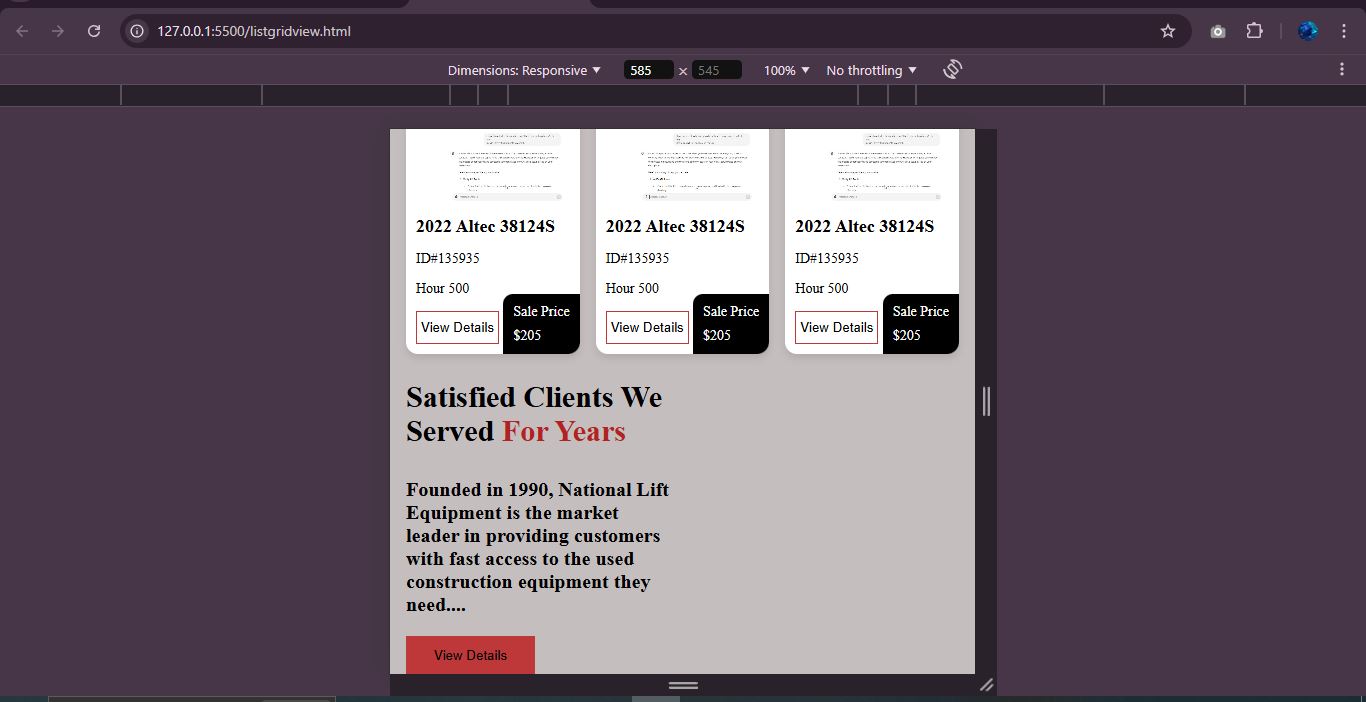 127.0.0.1:5500/listgridview.html
Dimensions: Responsive 585 × 545 100% No throttling
2022 Altec 38124S 2022 Altec 38124S 2022 Altec 38124S
ID#135935 ID#135935 ID#135935
Hour 500 Hour 500 Hour 500
Sale Price Sale Price Sale Price
View Details View Details View Details
$205 $205 $205
Satisfied Clients We
Served For Years
Founded in 1990, National Lift
Equipment is the market
leader in providing customers
with fast access to the used
construction equipment they
need....
View Details